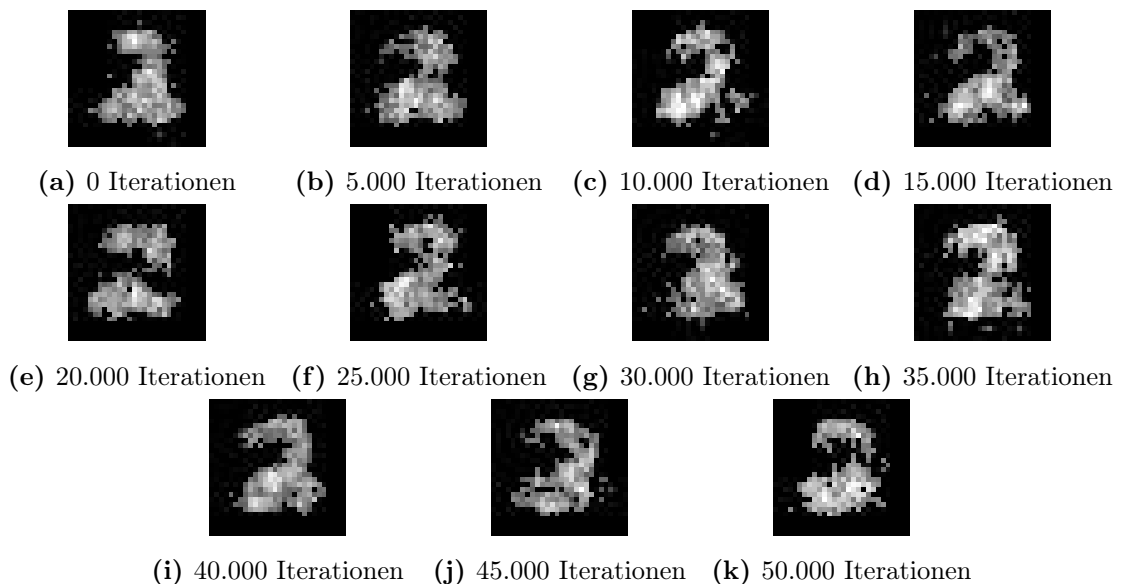 (a) 0 Iterationen (b) 5.000 Iterationen (c) 10.000 Iterationen (d) 15.000 Iterationen
(e) 20.000 Iterationen (f) 25.000 Iterationen (g) 30.000 Iterationen (h) 35.000 Iterationen
(i) 40.000 Iterationen (j) 45.000 Iterationen (k) 50.000 Iterationen